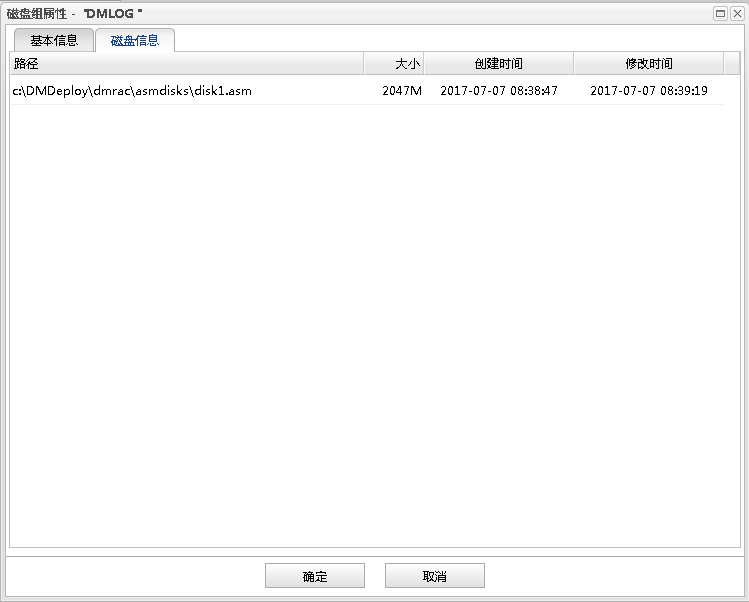 磁盘组属性 - "DMLOG "
基本信息 磁盘信息
路径 大小 创建时间 修改时间
c:\DMDeploy\dmrac\asmdisks\disk1.asm 2047M 2017-07-07 08:38:47 2017-07-07 08:39:19
确定 取消